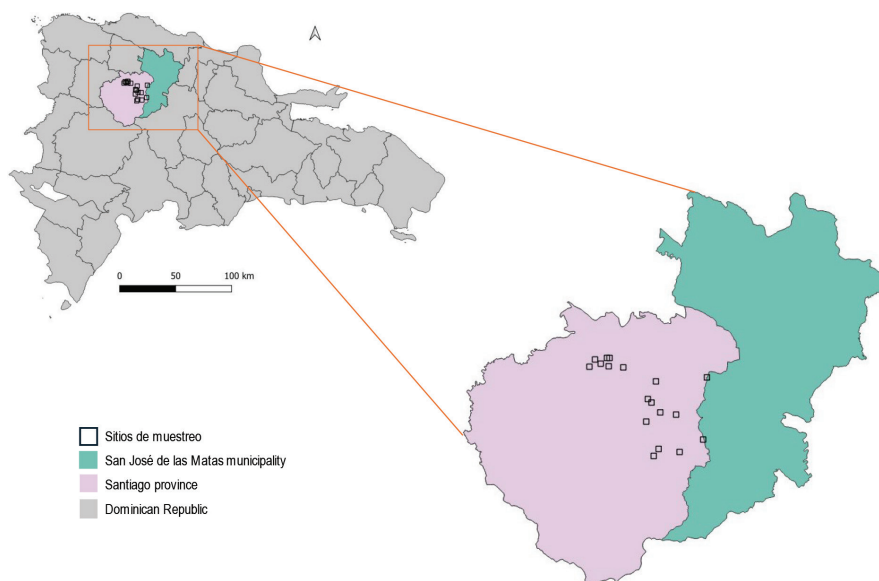 0 50 100 km
Sitios de muestreo
San José de las Matas municipality
Santiago province
Dominican Republic